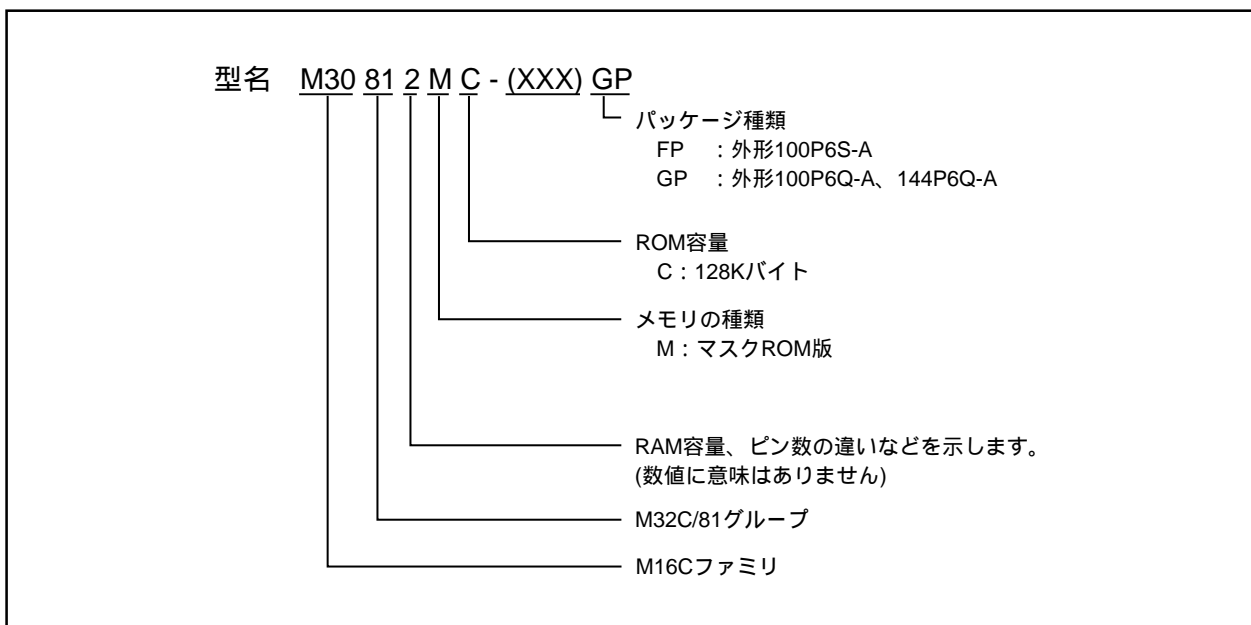 型名 M30 81 2 M C - (XXX) GP
パッケージ種類
FP :外形100P6S-A
GP :外形100P6Q-A、144P6Q-A
ROM容量
C:128Kバイト
メモリの種類
M:マスクROM版
RAM容量、ピン数の違いなどを示します。
(数値に意味はありません)
M32C/81グループ
M16Cファミリ